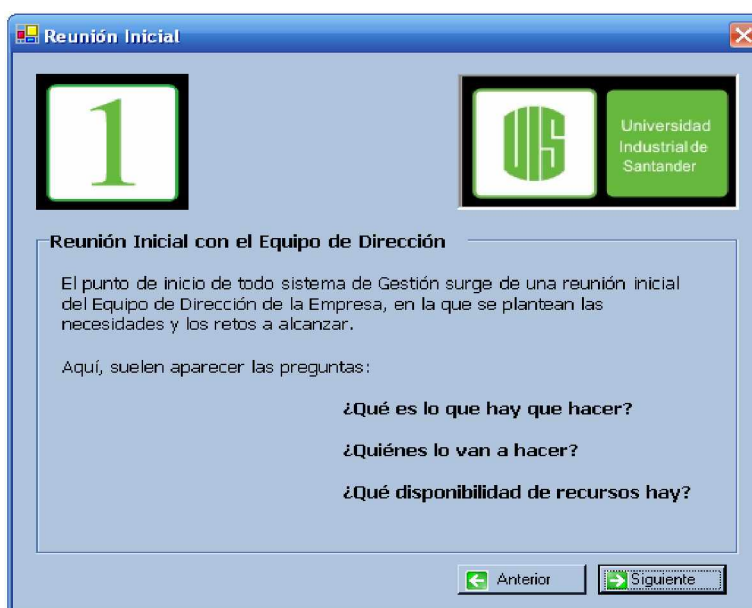 Reunión Inicial
1
UIS
Universidad
Industrial de
Santander
Reunión Inicial con el Equipo de Dirección
El punto de inicio de todo sistema de Gestión surge de una reunión inicial
del Equipo de Dirección de la Empresa, en la que se plantean las
necesidades y los retos a alcanzar.
Aquí, suelen aparecer las preguntas:
¿Qué es lo que hay que hacer?
¿Quiénes lo van a hacer?
¿Qué disponibilidad de recursos hay?
Anterior
Siguiente